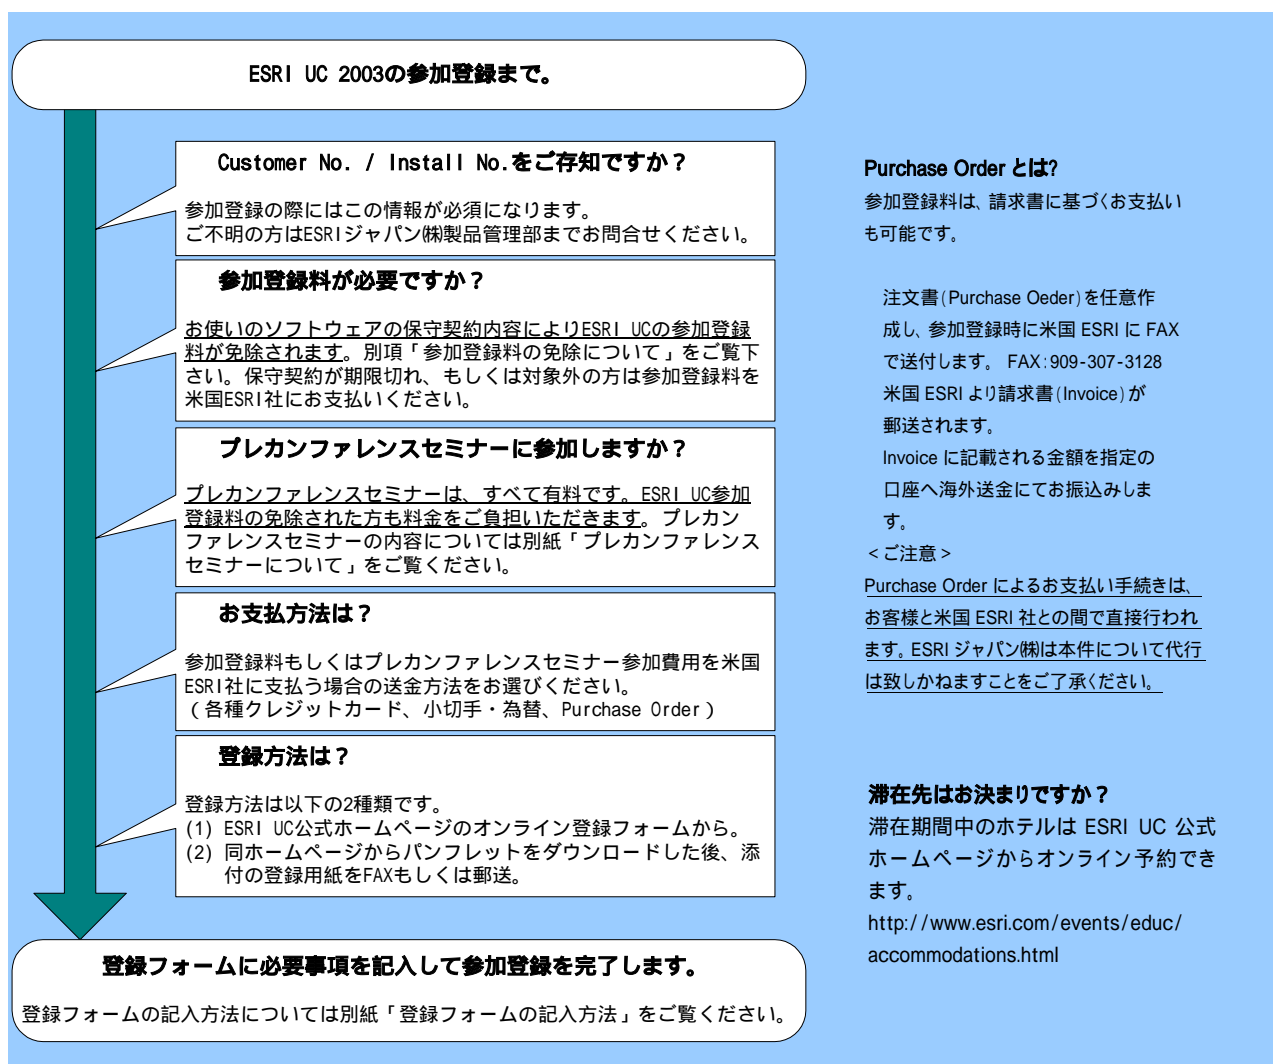 ESRI UC 2003の参加登録まで。
Customer No. / Install No.をご存知ですか？
参加登録の際にはこの情報が必須になります。
ご不明の方はESRIジャパン㈱製品管理部までお問合せください。
参加登録料が必要ですか？
お使いのソフトウェアの保守契約内容によりESRI UCの参加登録
料が免除されます。別項「参加登録料の免除について」をご覧下
さい。保守契約が期限切れ、もしくは対象外の方は参加登録料を
米国ESRI社にお支払いください。
プレカンファレンスセミナーに参加しますか？
プレカンファレンスセミナーは、すべて有料です。ESRI UC参加
登録料の免除された方も料金をご負担いただきます。プレカン
ファレンスセミナーの内容については別紙「プレカンファレンス
セミナーについて」をご覧ください。
お支払方法は？
参加登録料もしくはプレカンファレンスセミナー参加費用を米国
ESRI社に支払う場合の送金方法をお選びください。
（各種クレジットカード、小切手・為替、Purchase Order）
登録方法は？
登録方法は以下の2種類です。
(1) ESRI UC公式ホームページのオンライン登録フォームから。
(2) 同ホームページからパンフレットをダウンロードした後、添
付の登録用紙をFAXもしくは郵送。
登録フォームに必要事項を記入して参加登録を完了します。
登録フォームの記入方法については別紙「登録フォームの記入方法」をご覧ください。
Purchase Order とは?
参加登録料は、請求書に基づくお支払い
も可能です。
注文書(Purchase Oeder)を任意作
成し、参加登録時に米国 ESRI に FAX
で送付します。 FAX:909-307-3128
米国 ESRI より請求書(Invoice)が
郵送されます。
Invoice に記載される金額を指定の
口座へ海外送金にてお振込みしま
す。
＜ご注意＞
Purchase Order によるお支払い手続きは、
お客様と米国 ESRI 社との間で直接行われ
ます。ESRI ジャパン㈱は本件について代行
は致しかねますことをご了承ください。
滞在先はお決まりですか？
滞在期間中のホテルは ESRI UC 公式
ホームページからオンライン予約でき
ます。
http://www.esri.com/events/educ/
accommodations.html